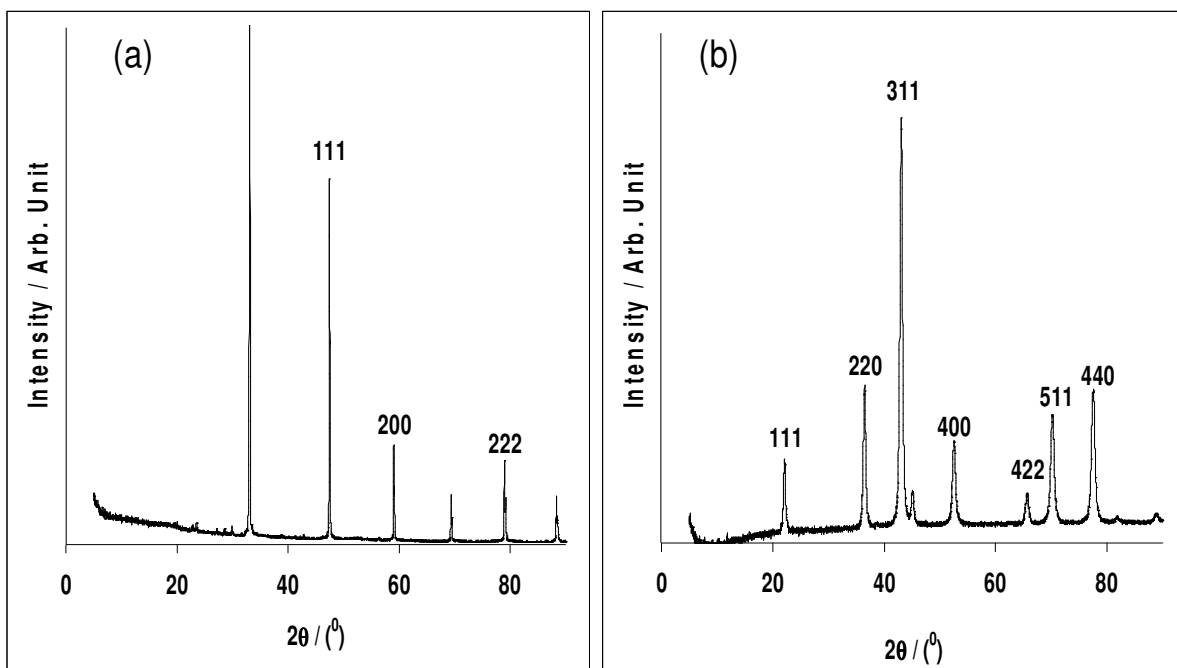 (a)
Intensity / Arb. Unit
111
200
222
0 20 40 60 80
2θ / (⁰)
(b)
Intensity / Arb. Unit
311
220
440
511
111
400
422
0 20 40 60 80
2θ / (⁰)